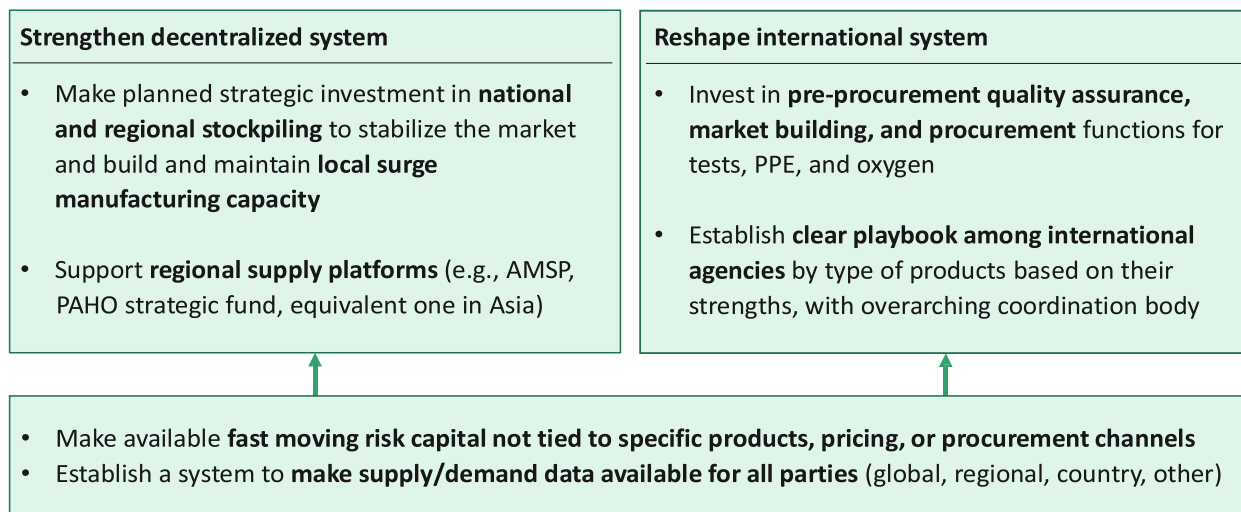 Strengthen decentralized system
• Make planned strategic investment in national
and regional stockpiling to stabilize the market
and build and maintain local surge
manufacturing capacity
• Support regional supply platforms (e.g., AMSP,
PAHO strategic fund, equivalent one in Asia)
Reshape international system
• Invest in pre-procurement quality assurance,
market building, and procurement functions for
tests, PPE, and oxygen
• Establish clear playbook among international
agencies by type of products based on their
strengths, with overarching coordination body
• Make available fast moving risk capital not tied to specific products, pricing, or procurement channels
• Establish a system to make supply/demand data available for all parties (global, regional, country, other)